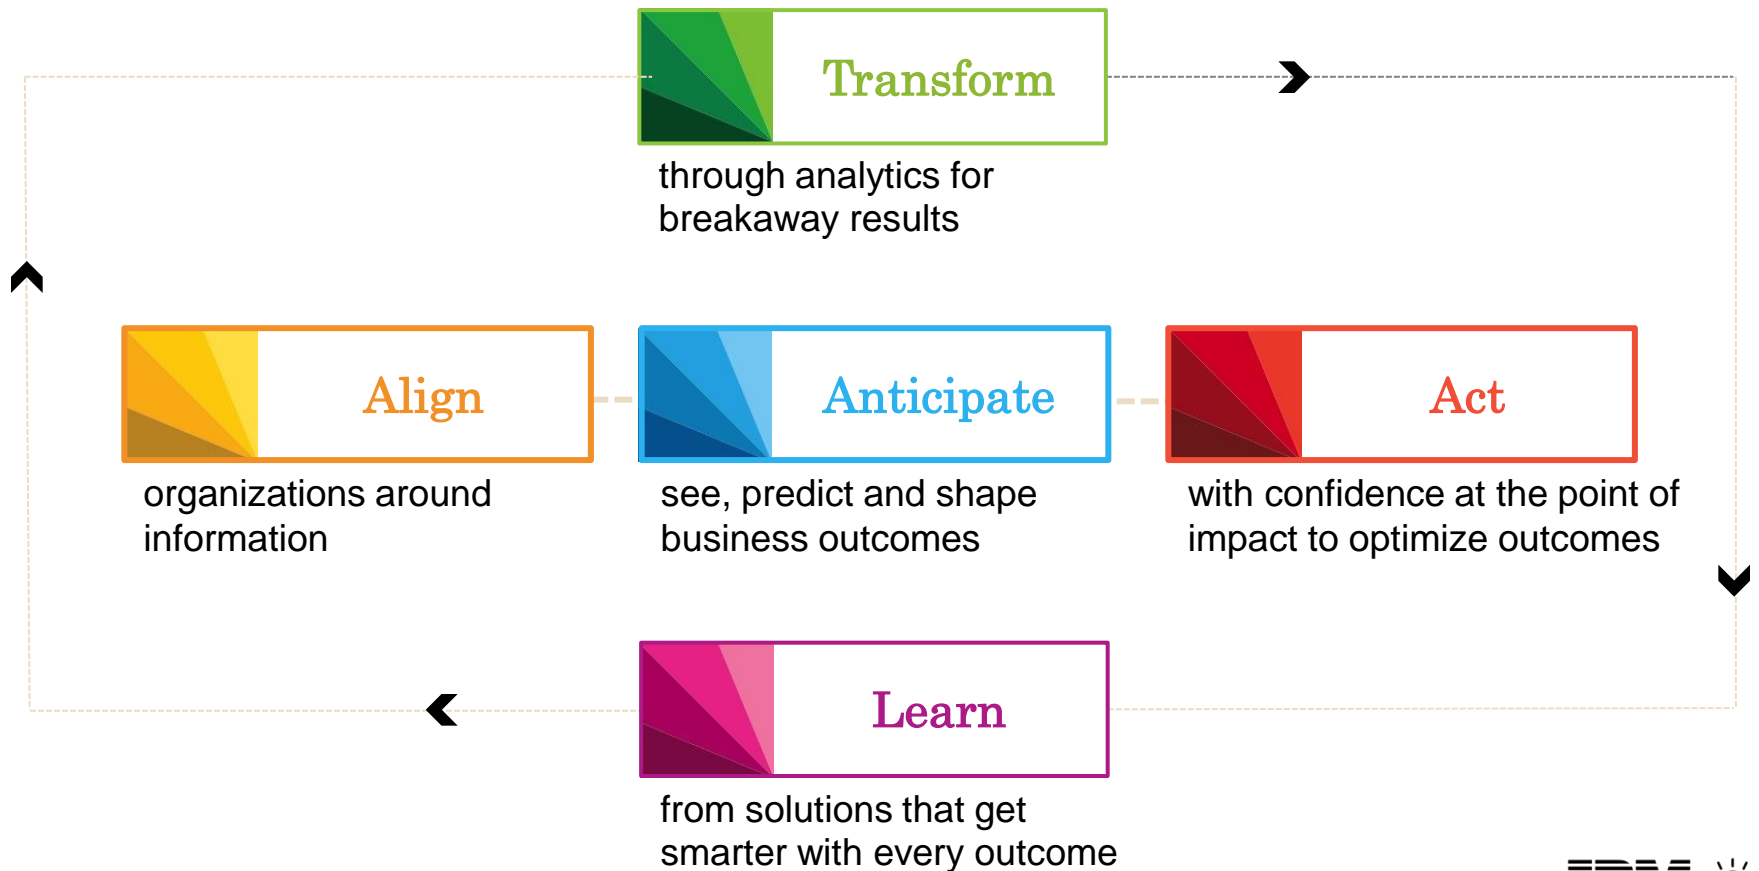 Transform
through analytics for
breakaway results
Align
organizations around
information
Anticipate
see, predict and shape
business outcomes
Act
with confidence at the point of
impact to optimize outcomes
Learn
from solutions that get
smarter with every outcome